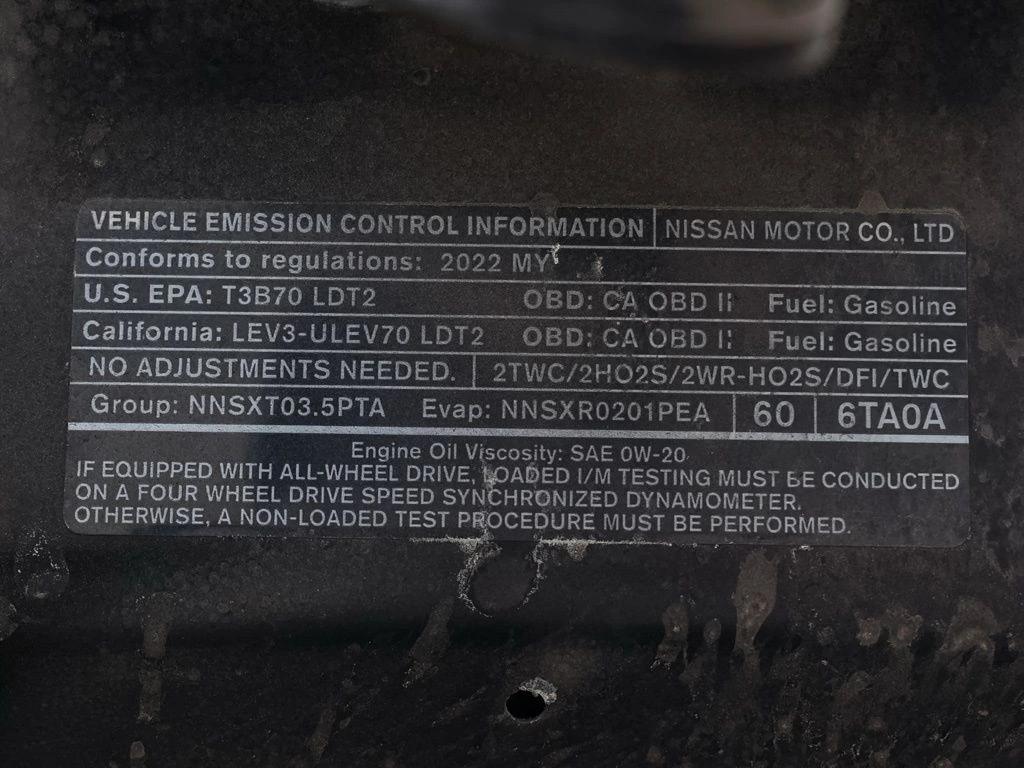 VEHICLE EMISSION CONTROL INFORMATION NISSAN MOTOR CO., LTD
Conforms to regulations: 2022 MY
U.S. EPA: T3B70 LDT2 OBD: CA OBD II Fuel: Gasoline
California: LEV3-ULEV70 LDT2 OBD: CA OBD II Fuel: Gasoline
NO ADJUSTMENTS NEEDED. 2TWC/2HO2S/2WR-HO2S/DFI/TWC
Group: NNSXT03.5PTA Evap: NNSXR0201PEA 60 6TA0A
Engine Oil Viscosity: SAE 0W-20
IF EQUIPPED WITH ALL-WHEEL DRIVE, LOADED I/M TESTING MUST BE CONDUCTED
ON A FOUR WHEEL DRIVE SPEED SYNCHRONIZED DYNAMOMETER.
OTHERWISE, A NON-LOADED TEST PROCEDURE MUST BE PERFORMED.